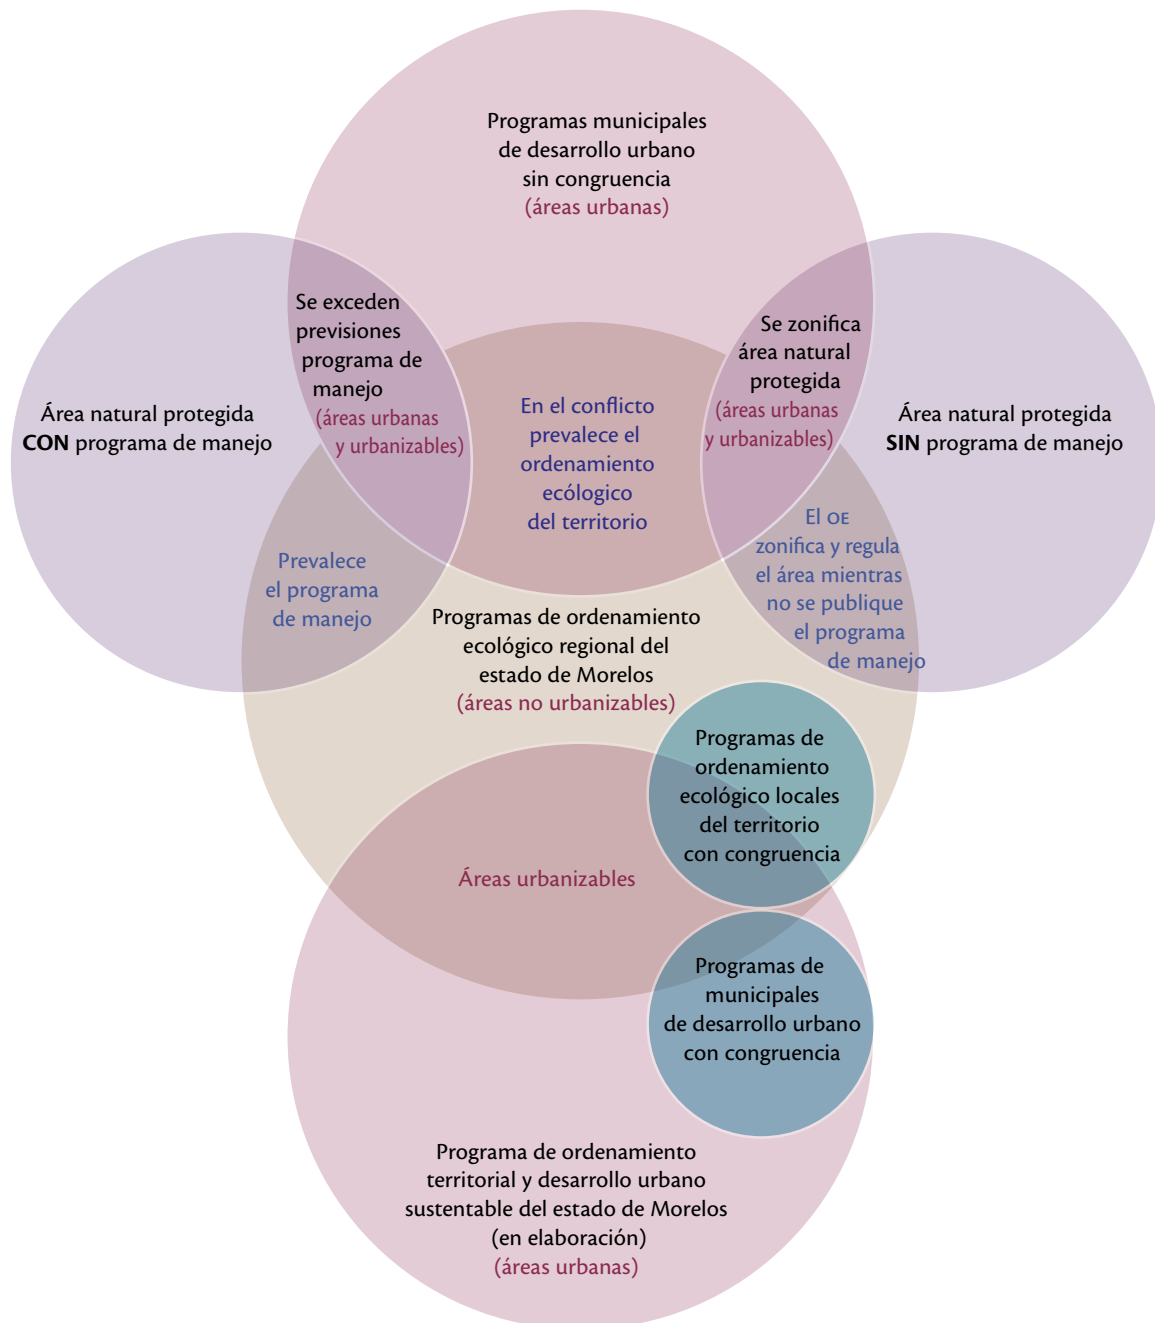 Programas municipales
de desarrollo urbano
sin congruencia
(áreas urbanas)
Se exceden
previsiones
programa de
manejo
(áreas urbanas
y urbanizables)
Se zonifica
área natural
protegida
(áreas urbanas
y urbanizables)
Área natural protegida
CON programa de manejo
En el conflicto
prevalece el
ordenamiento
ecólogico
del territorio
Área natural protegida
SIN programa de manejo
Prevalece
el programa
de manejo
El OE
zonifica y regula
el área mientras
no se publique
el programa
de manejo
Programas de ordenamiento
ecológico regional del
estado de Morelos
(áreas no urbanizables)
Programas de
ordenamiento
ecológico locales
del territorio
con congruencia
Áreas urbanizables
Programas de
municipales
de desarrollo urbano
con congruencia
Programa de ordenamiento
territorial y desarrollo urbano
sustentable del estado de Morelos
(en elaboración)
(áreas urbanas)